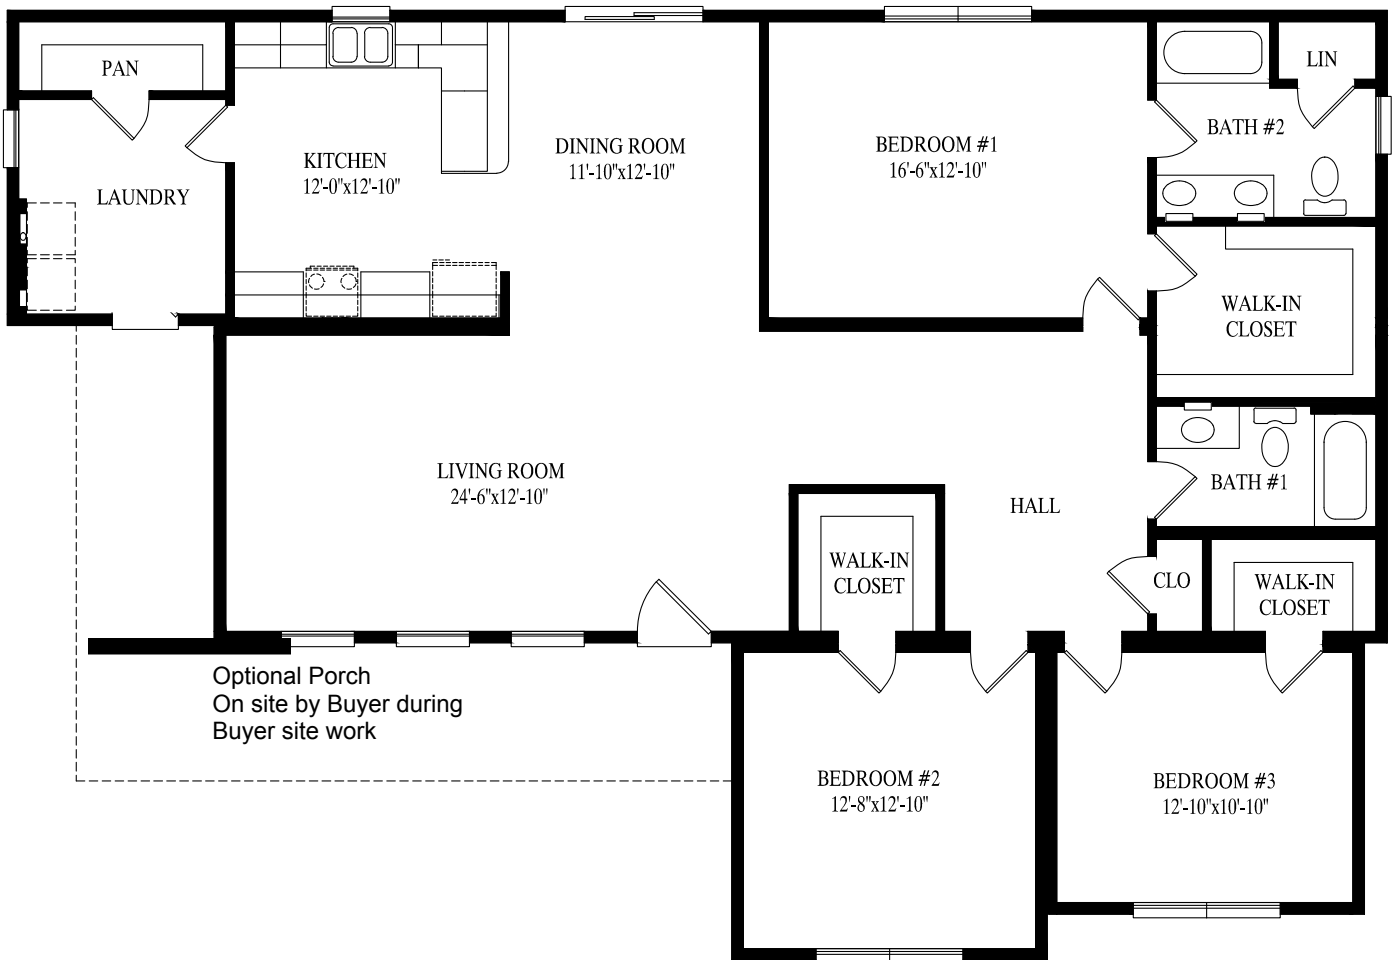 PAN
LIN
BATH #2
KITCHEN
12'-0"x12'-10"
DINING ROOM
11'-10"x12'-10"
BEDROOM #1
16'-6"x12'-10"
LAUNDRY
WALK-IN
CLOSET
LIVING ROOM
24'-6"x12'-10"
HALL
BATH #1
WALK-IN
CLOSET
CLO
WALK-IN
CLOSET
Optional Porch
On site by Buyer during
Buyer site work
BEDROOM #2
12'-8"x12'-10"
BEDROOM #3
12'-10"x10'-10"